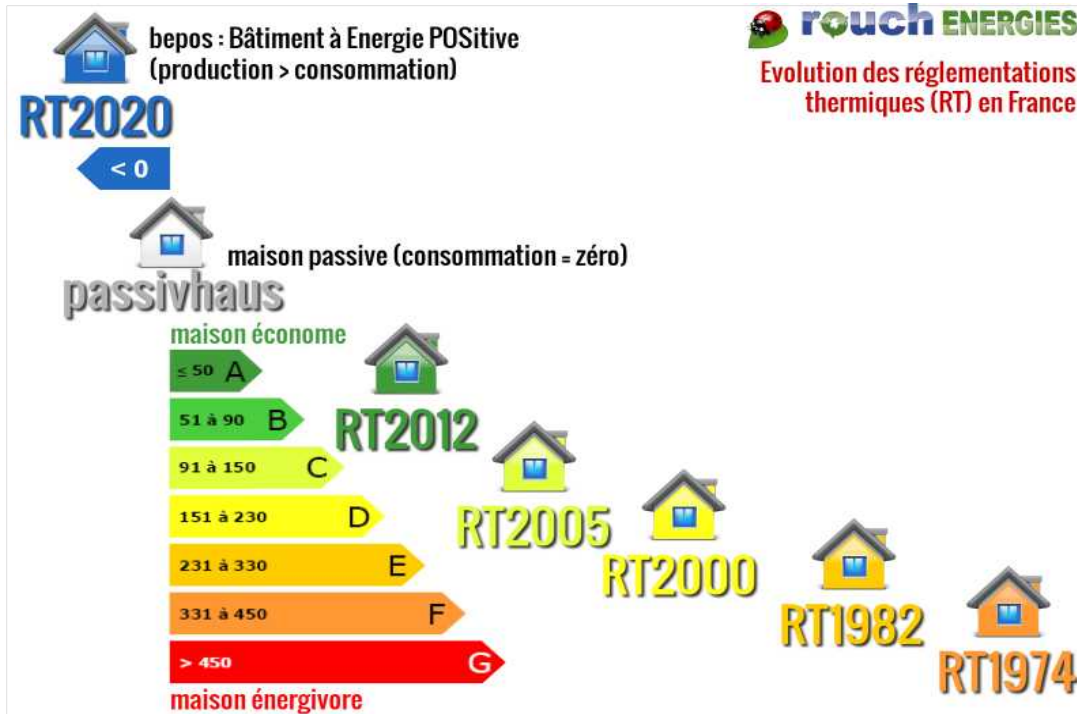 bepos : Bâtiment à Energie POSitive
(production > consommation)
rouch ENERGIES
Evolution des réglementations
thermiques (RT) en France
RT2020
< 0
maison passive (consommation = zéro)
passivhaus
maison économe
≤ 50 A
51 à 90 B
RT2012
91 à 150 C
151 à 230 D
RT2005
231 à 330 E
RT2000
331 à 450 F
RT1982
> 450 G
RT1974
maison énergivore